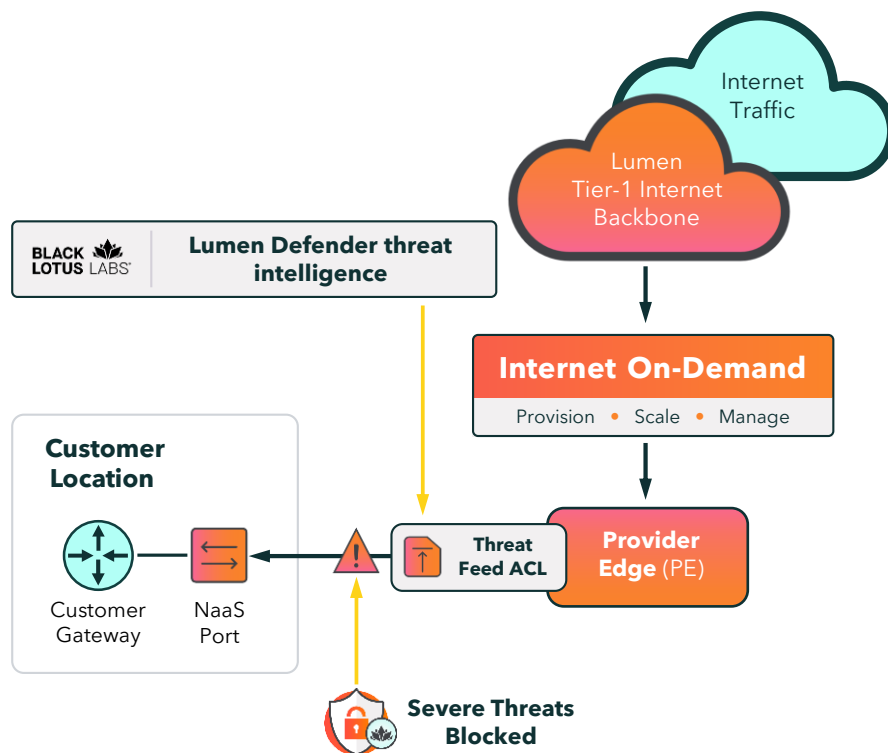 Internet
Traffic
Lumen
Tier-1 Internet
Backbone
BLACK
LOTUS LABS®
Lumen Defender threat
intelligence
Internet On-Demand
Provision • Scale • Manage
Customer
Location
Customer
Gateway
NaaS
Port
!
Threat
Feed ACL
Provider
Edge (PE)
Severe Threats
Blocked